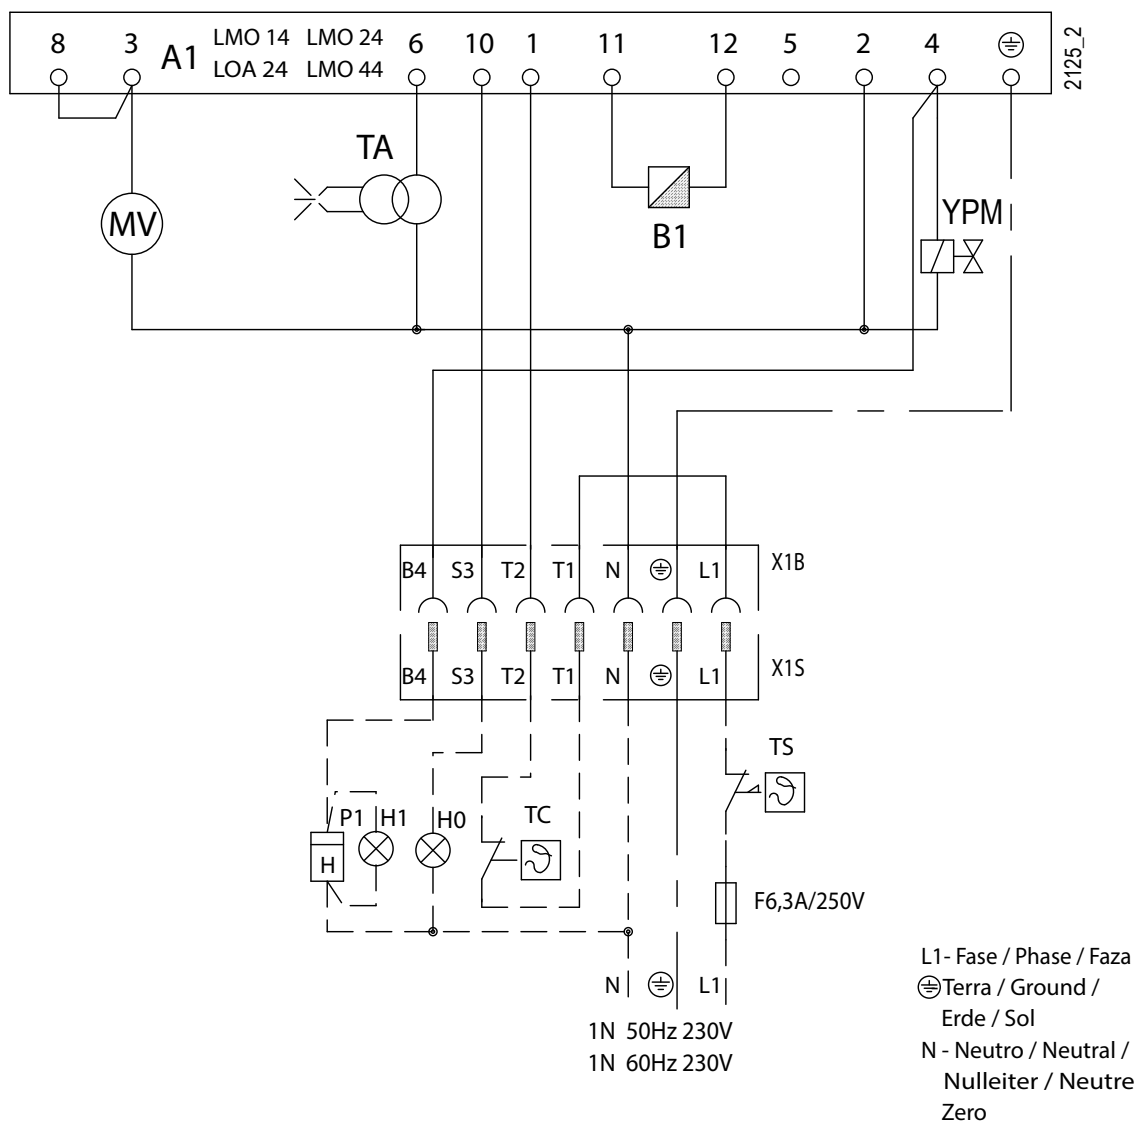 8 3 A1 LMO 14 LMO 24 6 10 1 11 12 5 2 4
LOA 24 LMO 44
2125_2
TA
MV
B1
YPM
B4 S3 T2 T1 N L1 X1B
B4 S3 T2 T1 N L1 X1S
TS
P1 H1 H0 TC
H
F6,3A/250V
N L1
1N 50Hz 230V
1N 60Hz 230V
L1- Fase / Phase / Faza
Terra / Ground /
Erde / Sol
N - Neutro / Neutral /
Nulleiter / Neutre
Zero